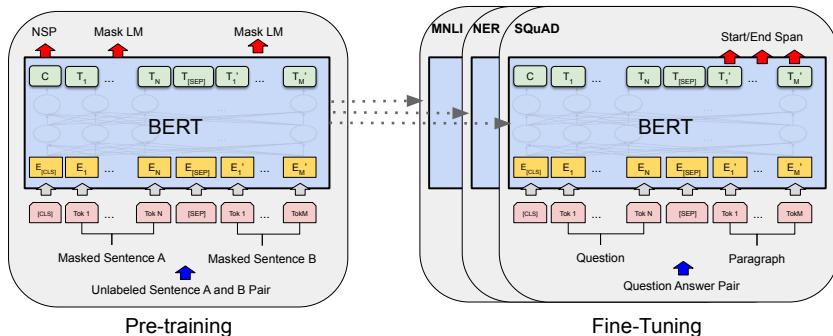 NSP Mask LM Mask LM
C T1 ... TN T[SEP] T1' ... TM'
BERT
E[CLS] E1 ... EN E[SEP] E1' ... EM'
[CLS] Tok 1 ... Tok N [SEP] Tok 1 ... TokM
Masked Sentence A Masked Sentence B
Unlabeled Sentence A and B Pair
Pre-training
MNLI NER SQuAD
Start/End Span
C T1 ... TN T[SEP] T1' ... TM'
BERT
E[CLS] E1 ... EN E[SEP] E1' ... EM'
[CLS] Tok 1 ... Tok N [SEP] Tok 1 ... TokM
Question Paragraph
Question Answer Pair
Fine-Tuning